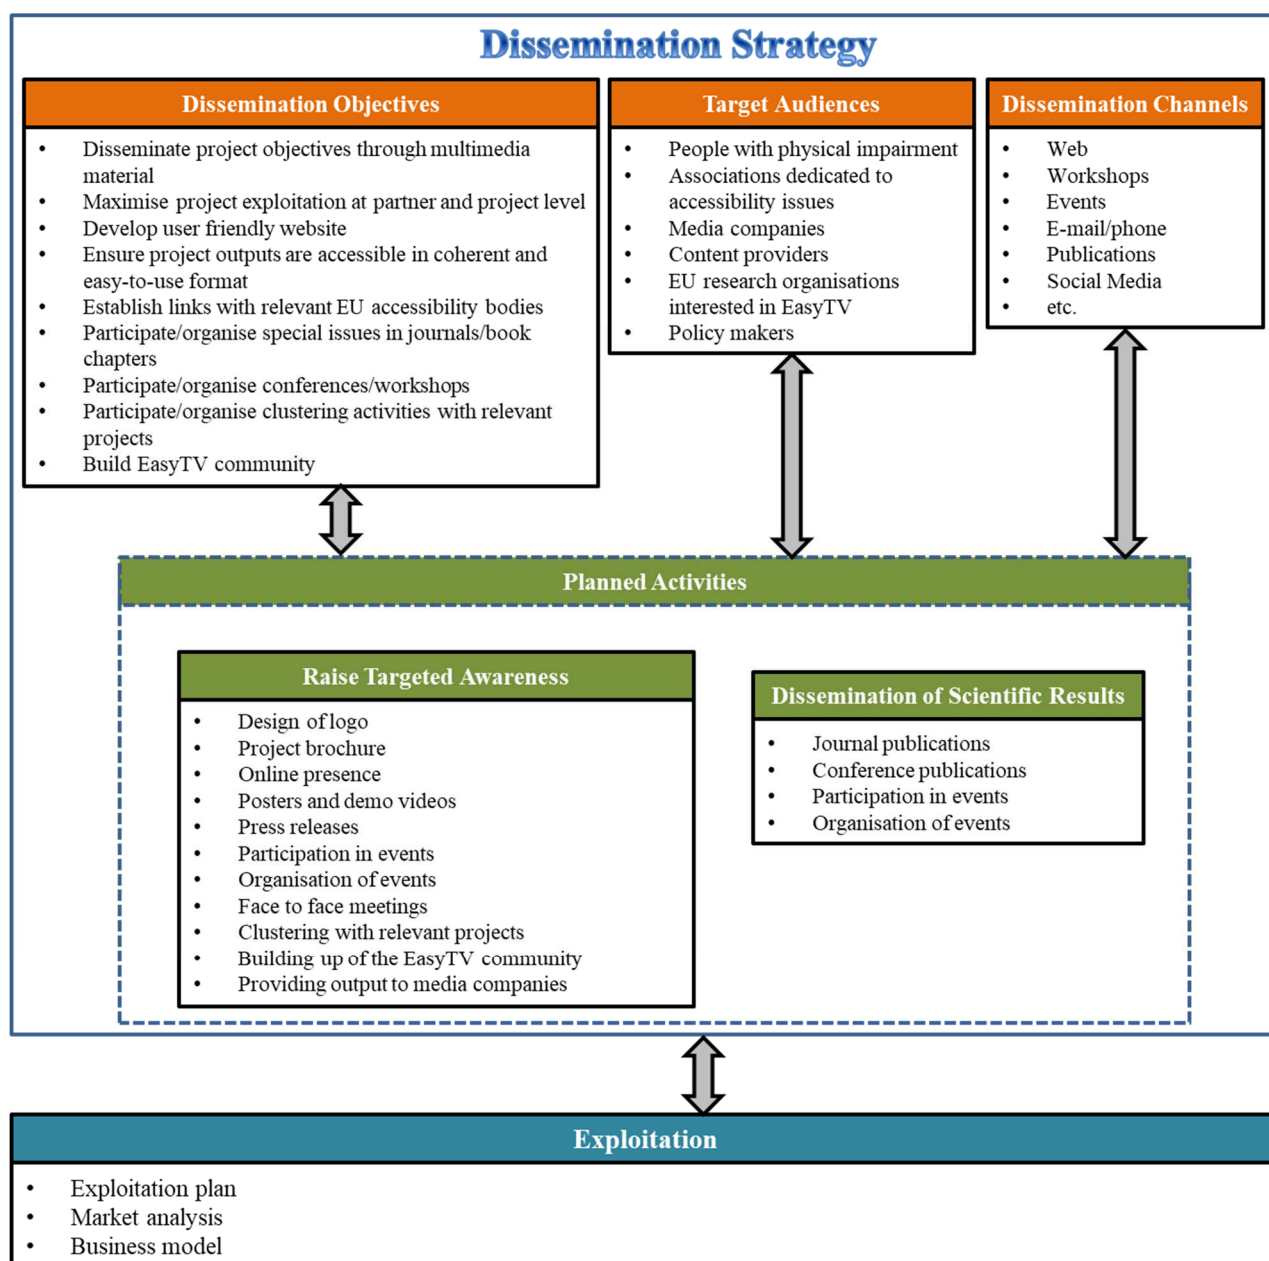 Dissemination Strategy
Dissemination Objectives
• Disseminate project objectives through multimedia
material
• Maximise project exploitation at partner and project level
• Develop user friendly website
• Ensure project outputs are accessible in coherent and
easy-to-use format
• Establish links with relevant EU accessibility bodies
• Participate/organise special issues in journals/book
chapters
• Participate/organise conferences/workshops
• Participate/organise clustering activities with relevant
projects
• Build EasyTV community
Target Audiences
• People with physical impairment
• Associations dedicated to
accessibility issues
• Media companies
• Content providers
• EU research organisations
interested in EasyTV
• Policy makers
Dissemination Channels
• Web
• Workshops
• Events
• E-mail/phone
• Publications
• Social Media
• etc.
Planned Activities
Raise Targeted Awareness
• Design of logo
• Project brochure
• Online presence
• Posters and demo videos
• Press releases
• Participation in events
• Organisation of events
• Face to face meetings
• Clustering with relevant projects
• Building up of the EasyTV community
• Providing output to media companies
Dissemination of Scientific Results
• Journal publications
• Conference publications
• Participation in events
• Organisation of events
Exploitation
• Exploitation plan
• Market analysis
• Business model